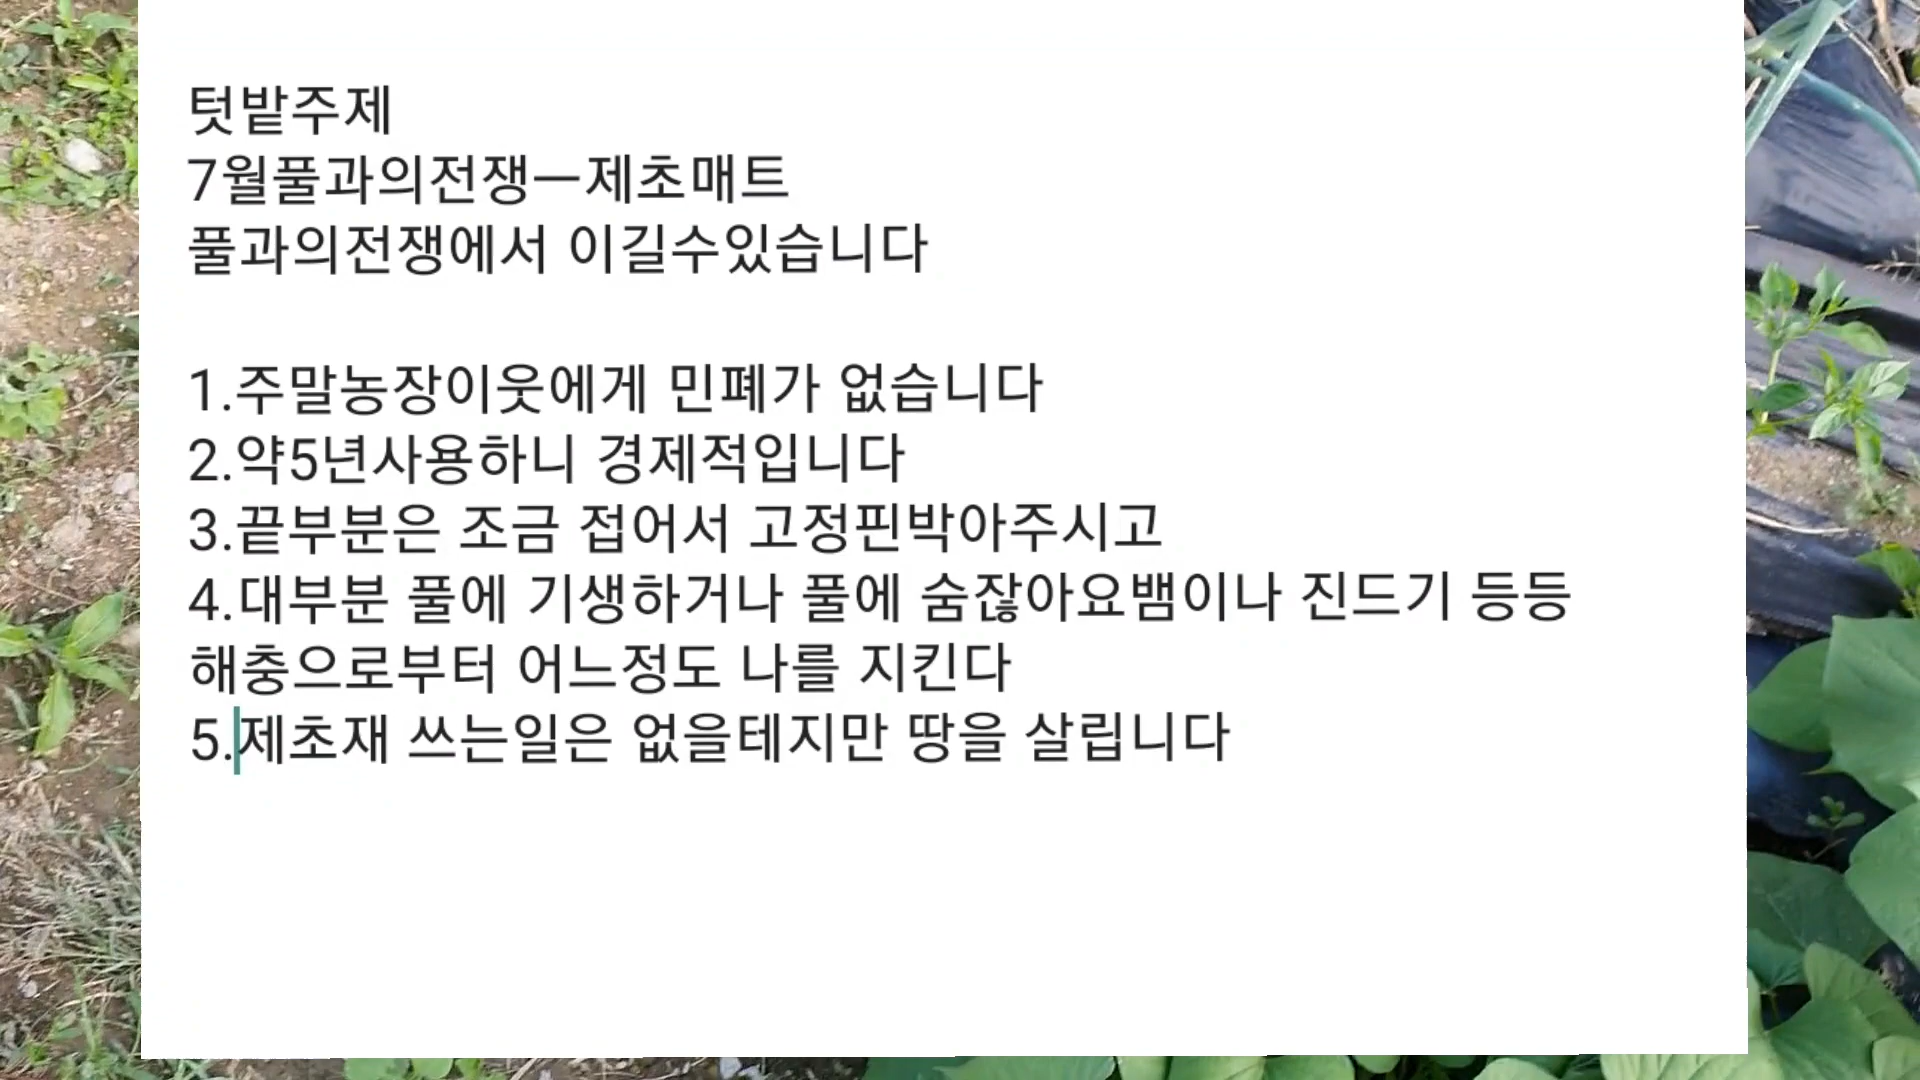 텃밭주제
7월풀과의전쟁ㅡ제초매트
풀과의전쟁에서 이길수있습니다
1.주말농장이웃에게 민폐가 없습니다
2.약5년사용하니 경제적입니다
3.끝부분은 조금 접어서 고정핀박아주시고
4.대부분 풀에 기생하거나 풀에 숨잖아요뱀이나 진드기 등등
해충으로부터 어느정도 나를 지킨다
5.제초재 쓰는일은 없을테지만 땅을 살립니다